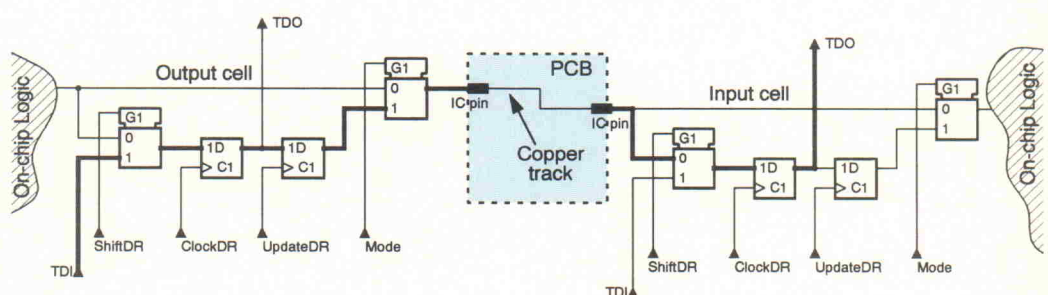 TDO
TDO
On-chip Logic
Output cell
G1
0
1
PCB
IC pin
Copper
track
IC pin
Input cell
G1
0
1
On-chip Logic
G1
0
1
1D
C1
1D
C1
G1
0
1
1D
C1
1D
C1
ShiftDR
ClockDR
UpdateDR
Mode
TDI
ShiftDR
ClockDR
UpdateDR
Mode
TDI